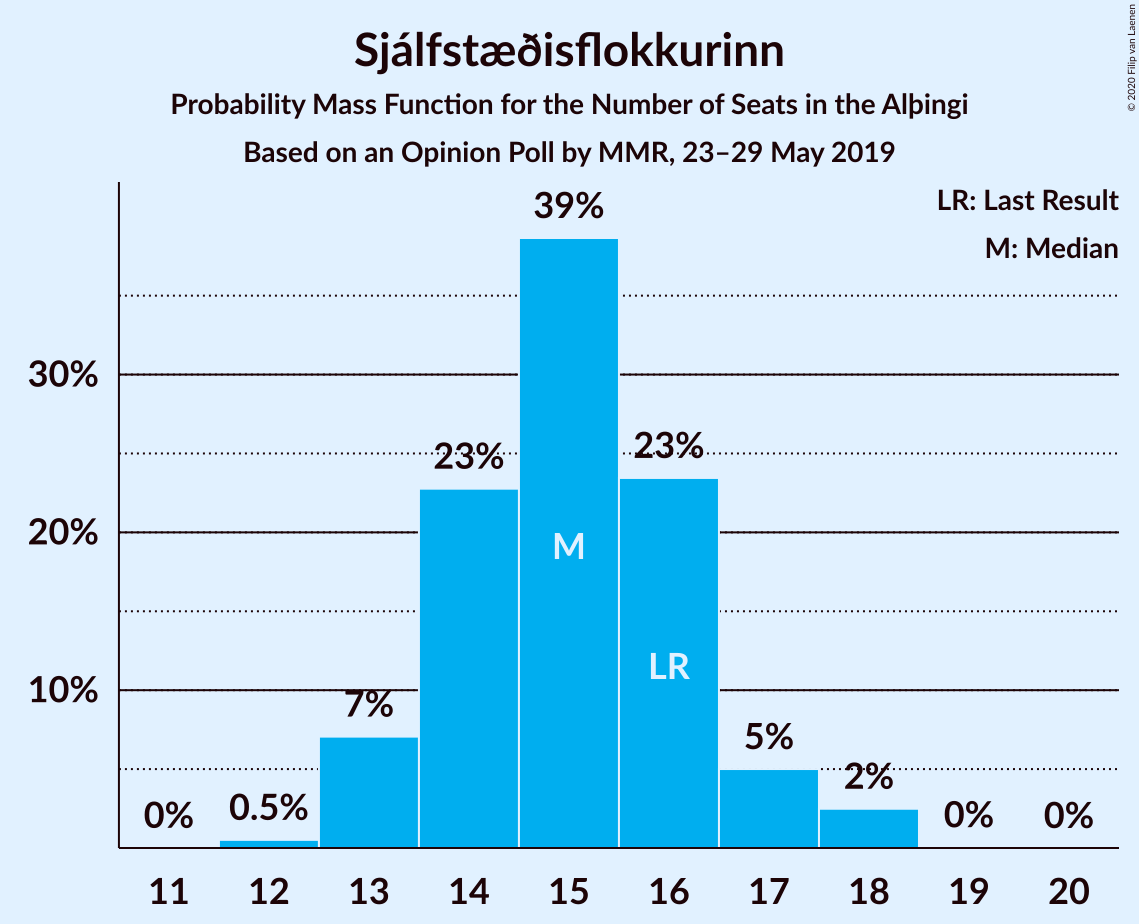 Sjálfstæðisflokkurinn
Probability Mass Function for the Number of Seats in the Alþingi
Based on an Opinion Poll by MMR, 23–29 May 2019
© 2020 Filip van Laenen
LR: Last Result
M: Median
39%
30%
23%
23%
20%
M
LR
10%
7%
5%
2%
0%
0.5%
0%
0%
11
12
13
14
15
16
17
18
19
20